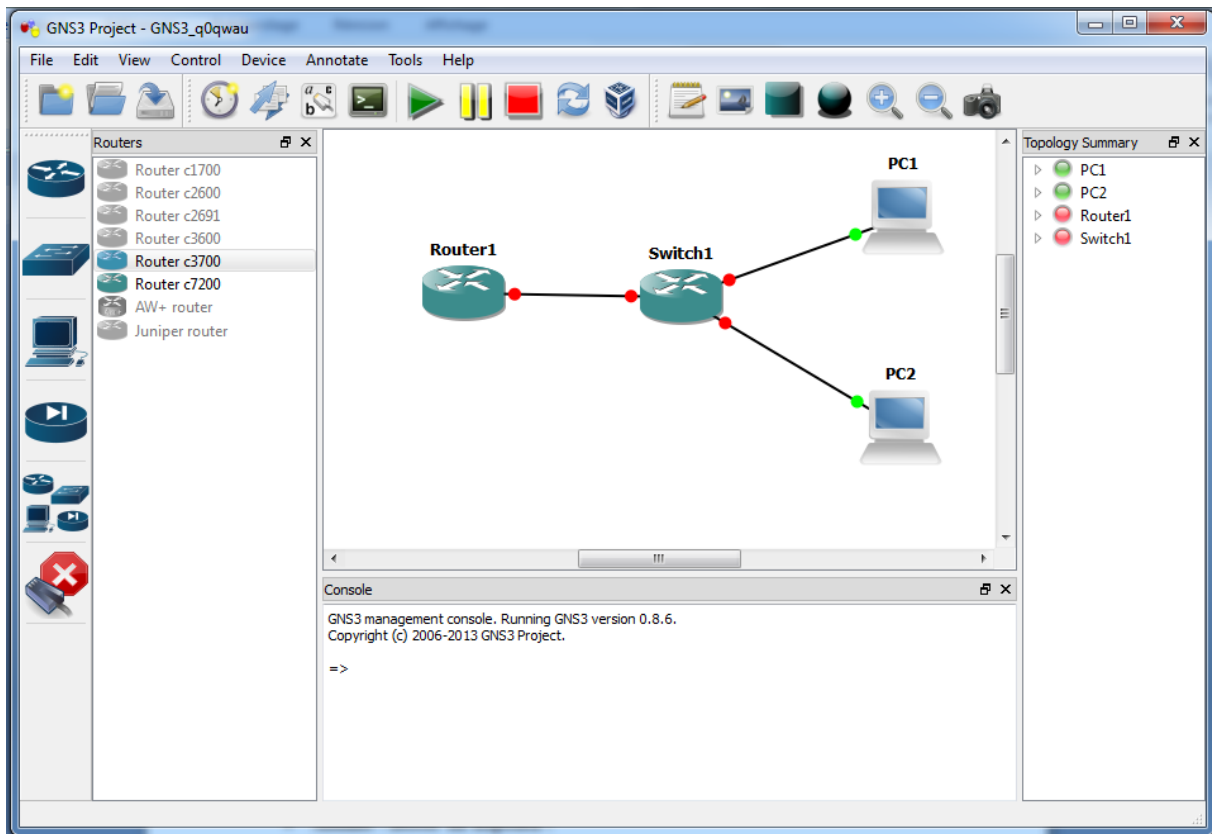 GNS3 Project - GNS3_q0qwau
File Edit View Control Device Annotate Tools Help
Routers
Router c1700
Router c2600
Router c2691
Router c3600
Router c3700
Router c7200
AW+ router
Juniper router
Router1
Switch1
PC1
PC2
Topology Summary
PC1
PC2
Router1
Switch1
Console
GNS3 management console. Running GNS3 version 0.8.6.
Copyright (c) 2006-2013 GNS3 Project.
=>